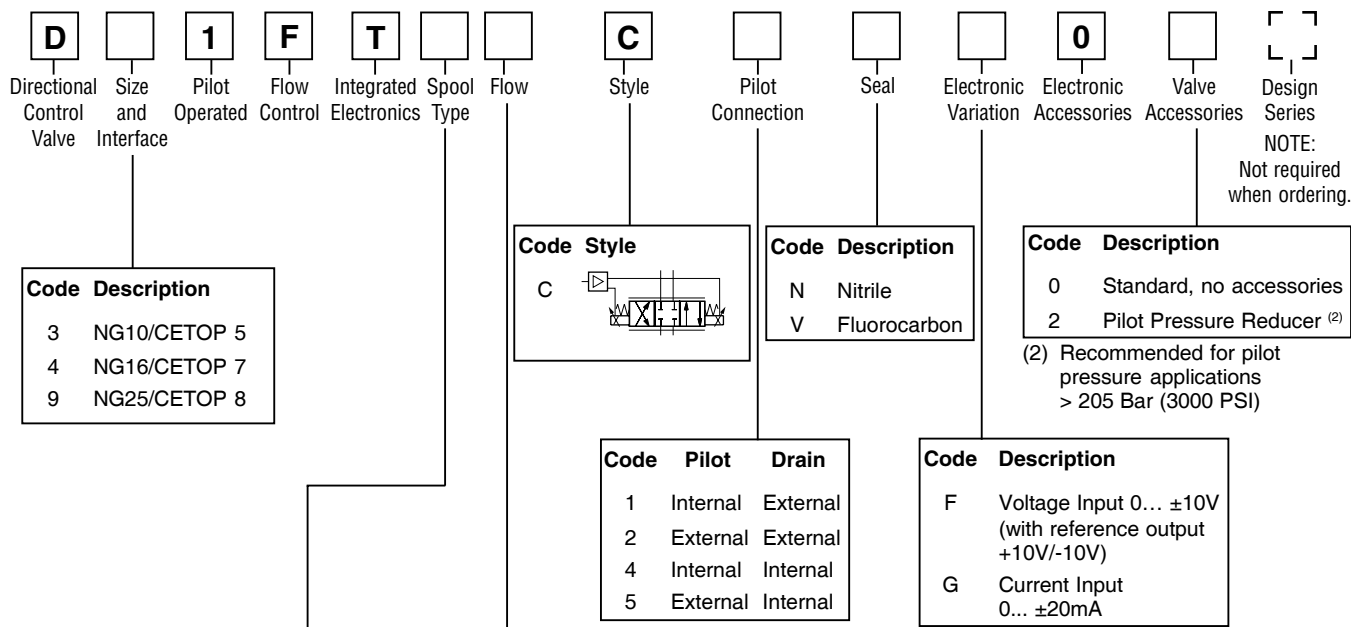 D 1 F T C 0
Directional Control Valve
Size and Interface
Pilot Operated
Flow Control
Integrated Electronics
Spool Type
Flow
Style
Pilot Connection
Seal
Electronic Variation
Electronic Accessories
Valve Accessories
Design Series
NOTE:
Not required
when ordering.
Code Description
3 NG10/CETOP 5
4 NG16/CETOP 7
9 NG25/CETOP 8
Code Style
C
Code Description
N Nitrile
V Fluorocarbon
Code Description
0 Standard, no accessories
2 Pilot Pressure Reducer (2)
(2) Recommended for pilot
pressure applications
> 205 Bar (3000 PSI)
Code Pilot Drain
1 Internal External
2 External External
4 Internal Internal
5 External Internal
Code Description
F Voltage Input 0… ±10V
(with reference output
+10V/-10V)
G Current Input
0... ±20mA